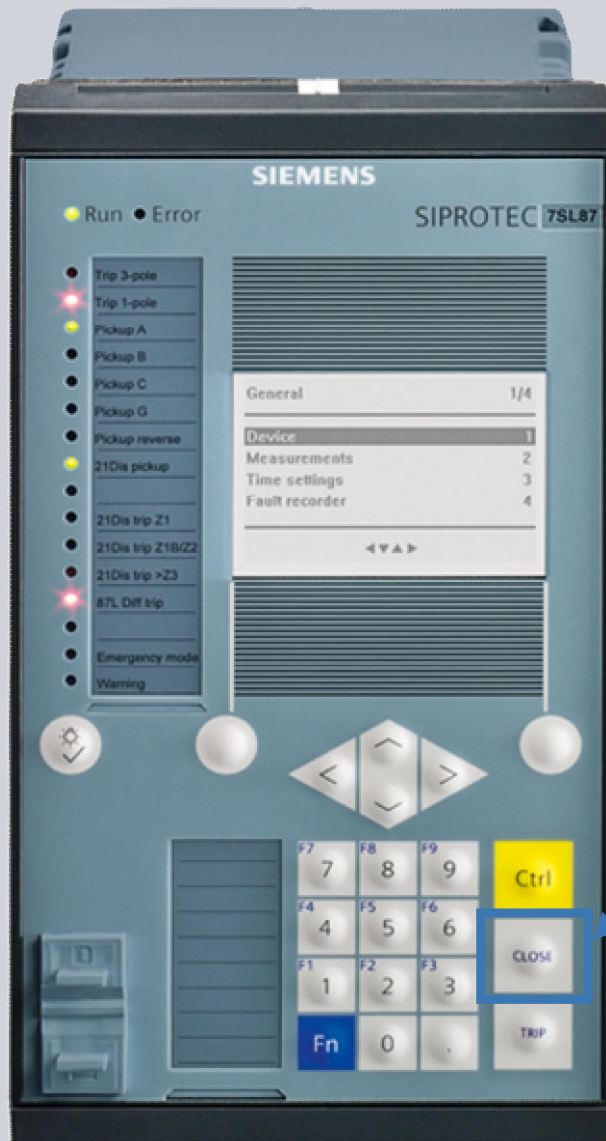 SIEMENS
Run Error
SIPROTEC 7SL87
Trip 3-pole
Trip 1-pole
Pickup A
Pickup B
Pickup C
Pickup G
Pickup reverse
21Dis pickup
21Dis trip Z1
21Dis trip Z1B/Z2
21Dis trip >Z3
87L Diff trip
Emergency mode
Warning
General 1/4
Device 1
Measurements 2
Time settings 3
Fault recorder 4
F7 7 F8 8 F9 9 Ctrl
F4 4 F5 5 F6 6 CLOSE
F1 1 F2 2 F3 3
Fn 0 . TRIP